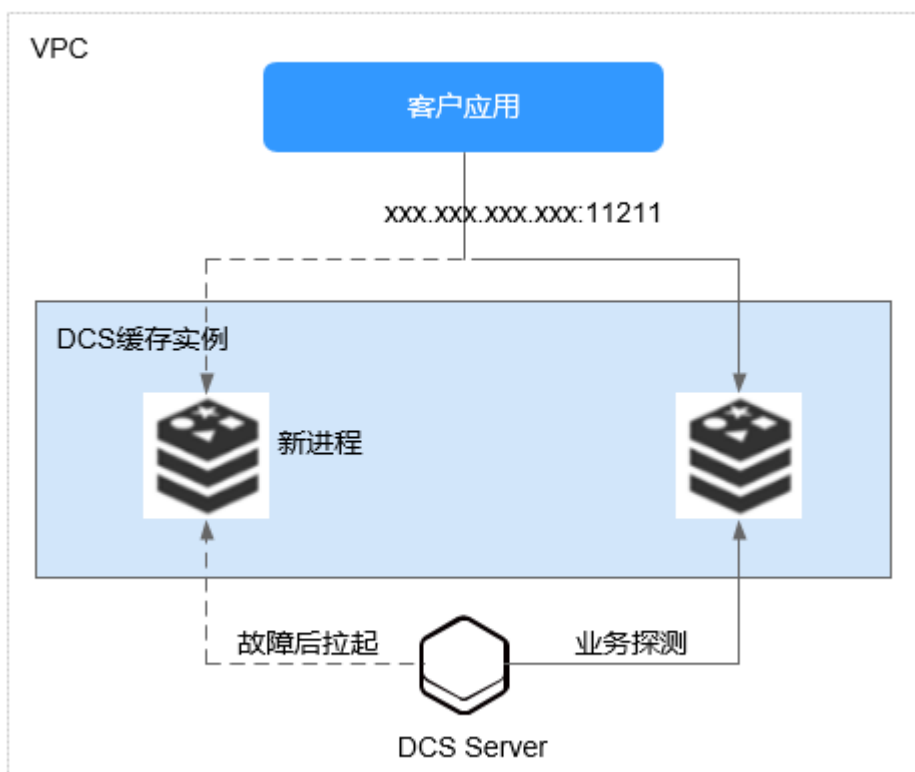 VPC
客户应用
xxx.xxx.xxx.xxx:11211
DCS缓存实例
新进程
故障后拉起
业务探测
DCS Server